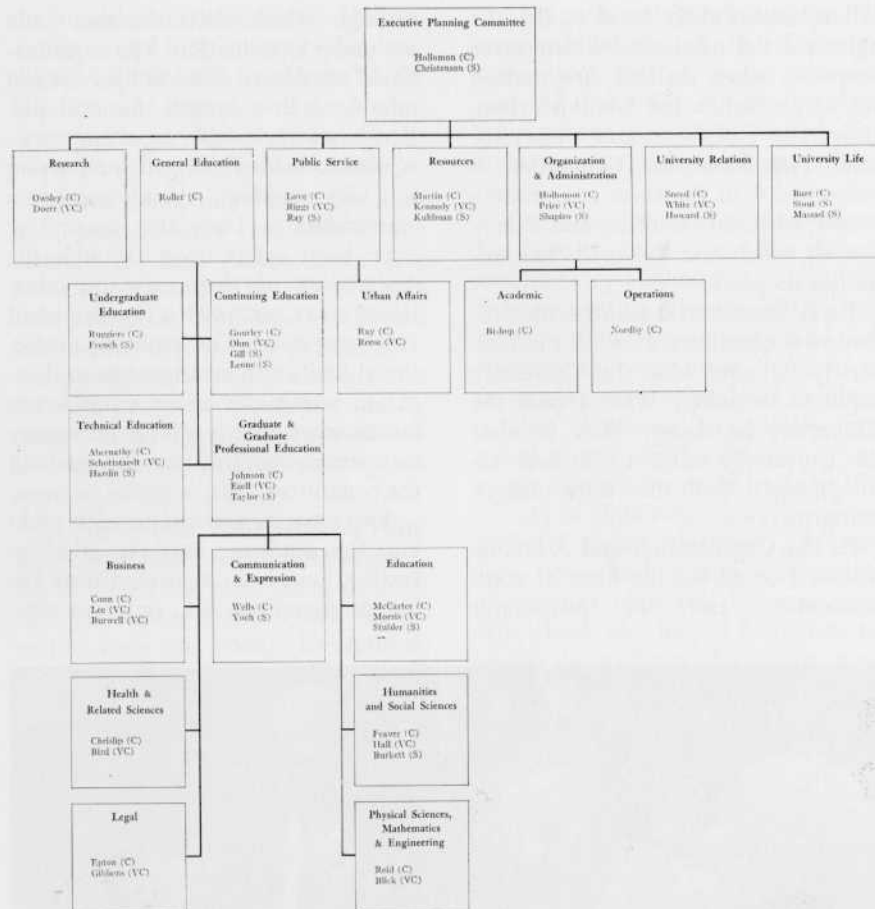 Executive Planning Committee
Hollomon (C)
Christenson (S)
Research
Owsley (C)
Doerr (VC)
General Education
Roller (C)
Public Service
Love (C)
Riggs (VC)
Ray (S)
Resources
Martin (C)
Kennedy (VC)
Kuhlman (S)
Organization
& Administration
Hollomon (C)
Price (VC)
Shapiro (S)
University Relations
Sneed (C)
White (VC)
Howard (S)
University Life
Burr (C)
Stout (S)
Massad (S)
Undergraduate
Education
Ruggiers (C)
French (S)
Continuing Education
Gourley (C)
Ohm (VC)
Gill (S)
(S)
Urban Affairs
Ray (C)
Reese (VC)
Academic
Bishop (C)
Operations
Nordby (C)
Technical Education
Abernathy (C)
Schottstaedt (VC)
Hardin (S)
Graduate &
Graduate
Professional Education
Johnson (C)
Ezell (VC)
Taylor (S)
Business
Conn (C)
Lee (VC)
Burwell (VC)
Communication
& Expression
Wells (C)
Yoch (S)
Education
McCarter (C)
Morris (VC)
Stubler (S)
Health &
Related Sciences
Chrislip (C)
Bird (VC)
Humanities
and Social Sciences
Feaver (C)
Hall (VC)
Burkett (S)
Legal
Epton (C)
Gibbens (VC)
Physical Sciences,
Mathematics
& Engineering
Reid (C)
Blick (VC)